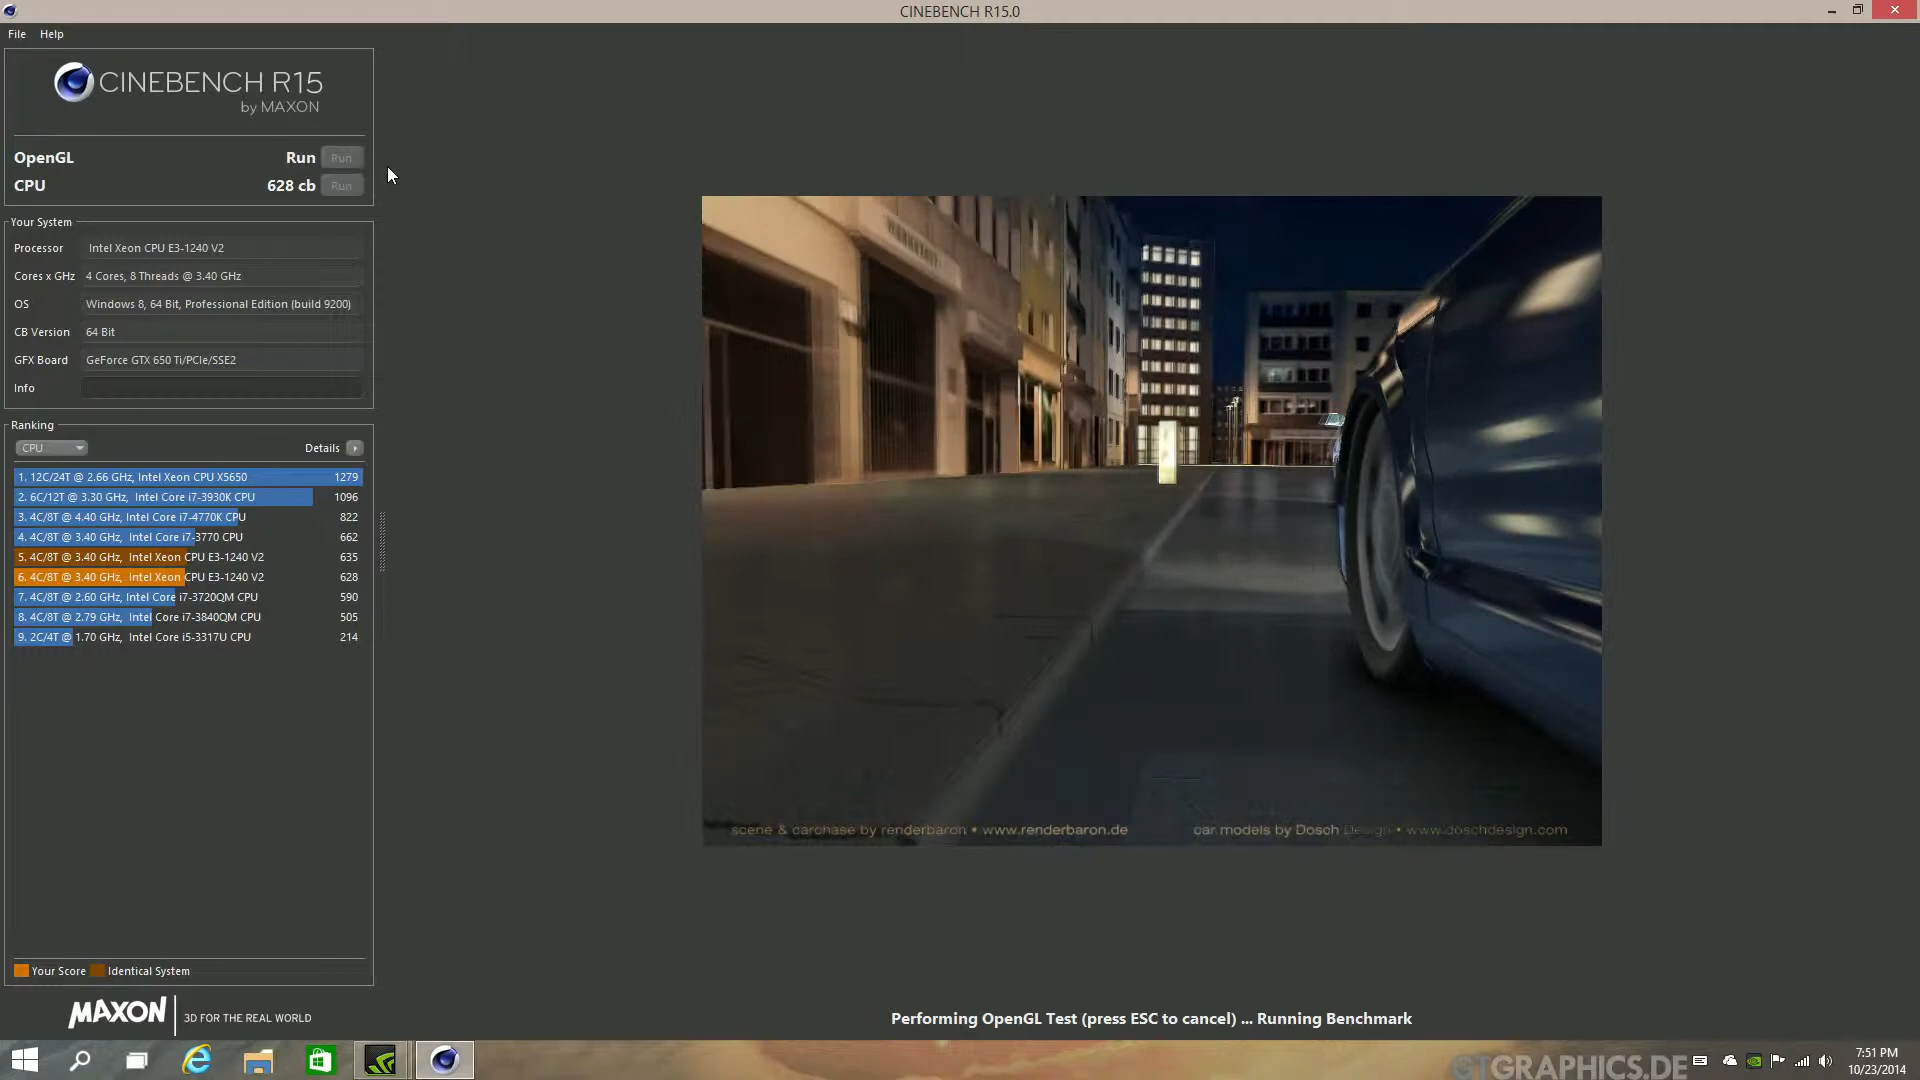 CINEBENCH R15.0
File Help
CINEBENCH R15
by MAXON
OpenGL Run Run
CPU 628 cb Run
Your System
Processor Intel Xeon CPU E3-1240 V2
Cores x GHz 4 Cores, 8 Threads @ 3.40 GHz
OS Windows 8, 64 Bit, Professional Edition (build 9200)
CB Version 64 Bit
GFX Board GeForce GTX 650 Ti/PCIe/SSE2
Info
Ranking
CPU Details
1. 12C/24T @ 2.66 GHz, Intel Xeon CPU X5650 1279
2. 6C/12T @ 3.30 GHz, Intel Core i7-3930K CPU 1096
3. 4C/8T @ 4.40 GHz, Intel Core i7-4770K CPU 822
4. 4C/8T @ 3.40 GHz, Intel Core i7-3770 CPU 662
5. 4C/8T @ 3.40 GHz, Intel Xeon CPU E3-1240 V2 635
6. 4C/8T @ 3.40 GHz, Intel Xeon CPU E3-1240 V2 628
7. 4C/8T @ 2.60 GHz, Intel Core i7-3720QM CPU 590
8. 4C/8T @ 2.79 GHz, Intel Core i7-3840QM CPU 505
9. 2C/4T @ 1.70 GHz, Intel Core i5-3317U CPU 214
scene & carchase by renderbaron • www.renderbaron.de
car models by Dosch Design • www.doschdesign.com
Your Score Identical System
MAXON 3D FOR THE REAL WORLD
Performing OpenGL Test (press ESC to cancel) ... Running Benchmark
GTGRAPHICS.DE
7:51 PM
10/23/2014